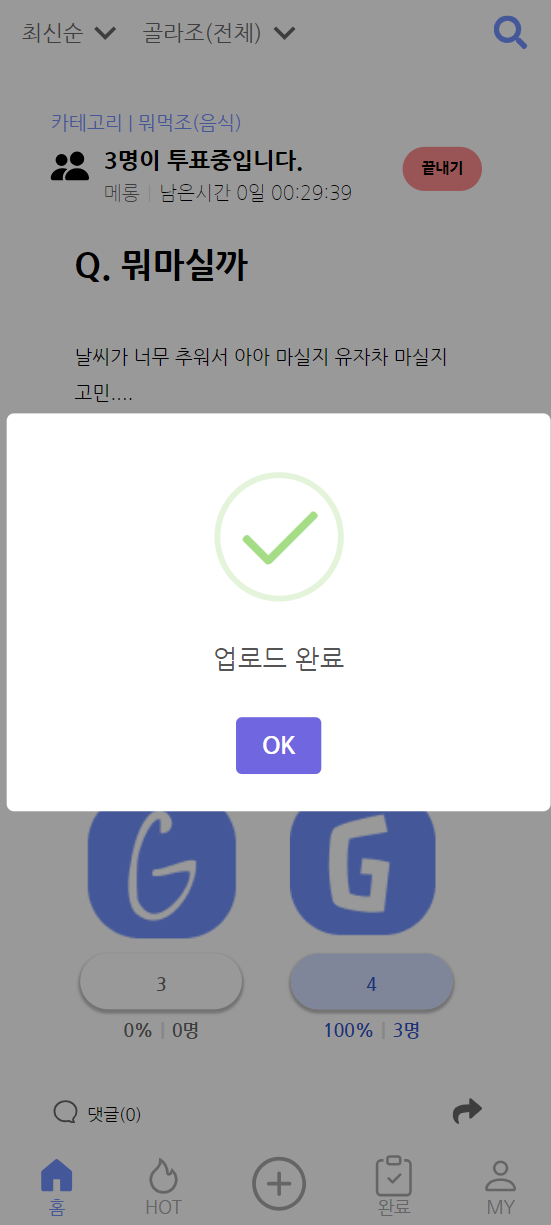 최신순 골라조(전체)
카테고리 | 뭐먹조(음식)
3명이 투표중입니다.
끝내기
메롱 | 남은시간 0일 00:29:39
Q. 뭐마실까
날씨가 너무 추워서 아아 마실지 유자차 마실지
고민....
업로드 완료
OK
G G
3 4
0% | 0명 100% | 3명
댓글(0)
홈 HOT 완료 MY